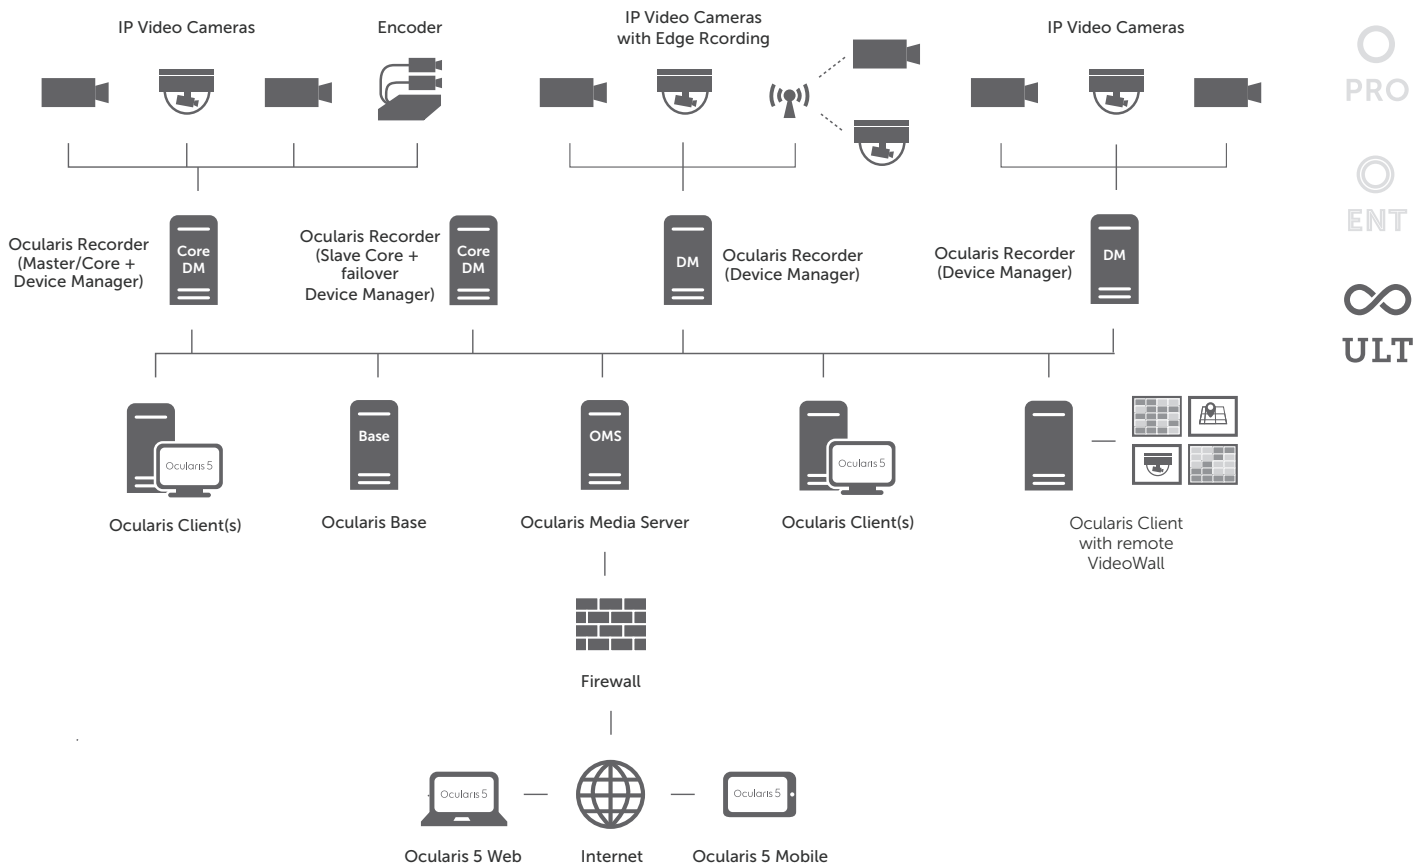 IP Video Cameras
Encoder
IP Video Cameras
with Edge Rcording
IP Video Cameras
PRO
ENT
ULT
Ocularis Recorder
(Master/Core +
Device Manager)
Core
DM
Ocularis Recorder
(Slave Core +
failover
Device Manager)
Core
DM
DM
Ocularis Recorder
(Device Manager)
Ocularis Recorder
(Device Manager)
DM
Ocularis 5
Base
OMS
Ocularis 5
Ocularis Client(s)
Ocularis Base
Ocularis Media Server
Ocularis Client(s)
Ocularis Client
with remote
VideoWall
Firewall
Ocularis 5
Ocularis 5
Ocularis 5 Web
Internet
Ocularis 5 Mobile